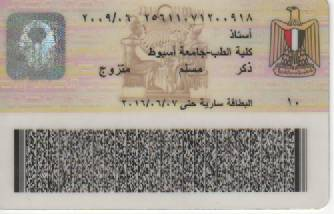 ٢٠٠٩/٠٦ ٢٥٦١١٠٧١٢٠٠٩١٨
أستاذ
كلية الطب-جامعة أسيوط
ذكر مسلم متزوج
البطاقة سارية حتى ٢٠١٦/٠٦/٠٧ ١٠